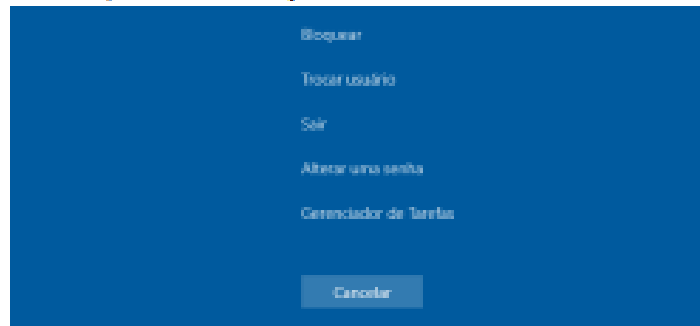 Bloquear
Trocar usuário
Sair
Alterar uma senha
Gerenciador de Tarefas
Cancelar